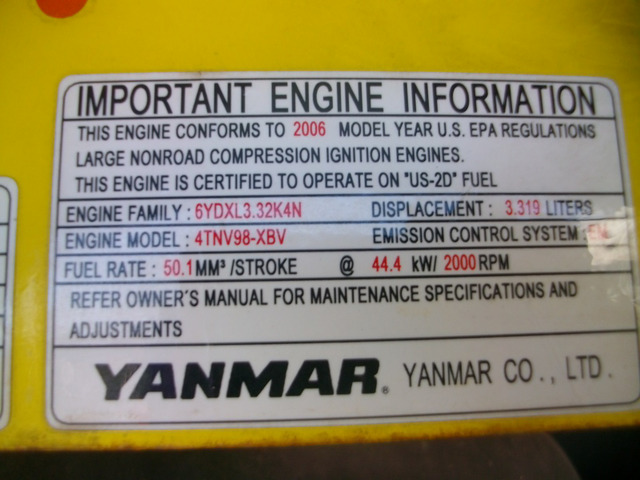 IMPORTANT ENGINE INFORMATION
THIS ENGINE CONFORMS TO 2006 MODEL YEAR U.S. EPA REGULATIONS
LARGE NONROAD COMPRESSION IGNITION ENGINES.
THIS ENGINE IS CERTIFIED TO OPERATE ON "US-2D" FUEL
ENGINE FAMILY : 6YDXL3.32K4N DISPLACEMENT : 3.319 LITERS
ENGINE MODEL : 4TNV98-XBV EMISSION CONTROL SYSTEM : EM
FUEL RATE : 50.1 MM³ /STROKE @ 44.4 kW/ 2000 RPM
REFER OWNER'S MANUAL FOR MAINTENANCE SPECIFICATIONS AND
ADJUSTMENTS
YANMAR® YANMAR CO., LTD.